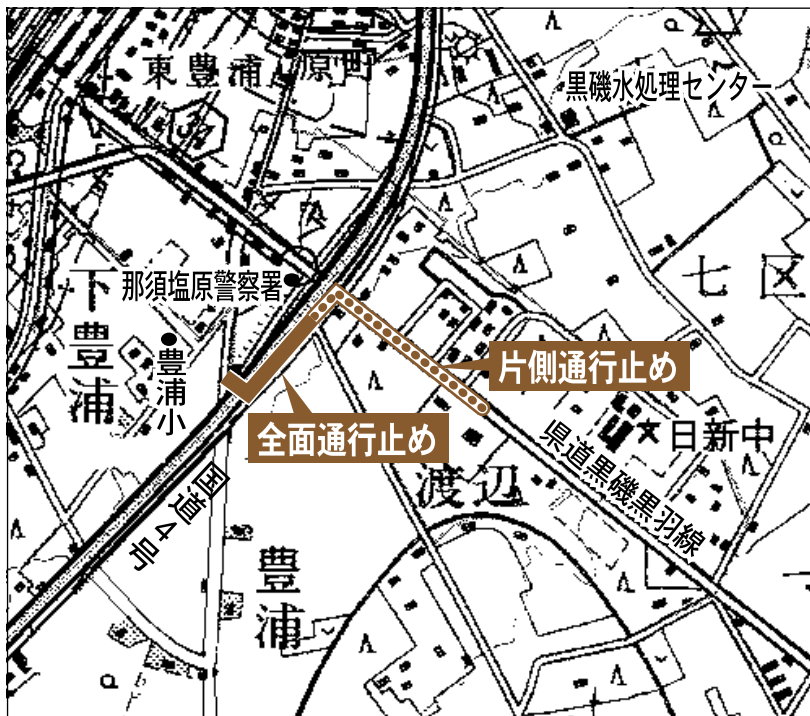 東豊浦
原町
34
黒磯水処理センター
那須塩原警察署
七区
下豊浦
豊浦小
片側通行止め
全面通行止め
日新中
県道黒磯黒羽線
渡辺
国道4号
豊浦